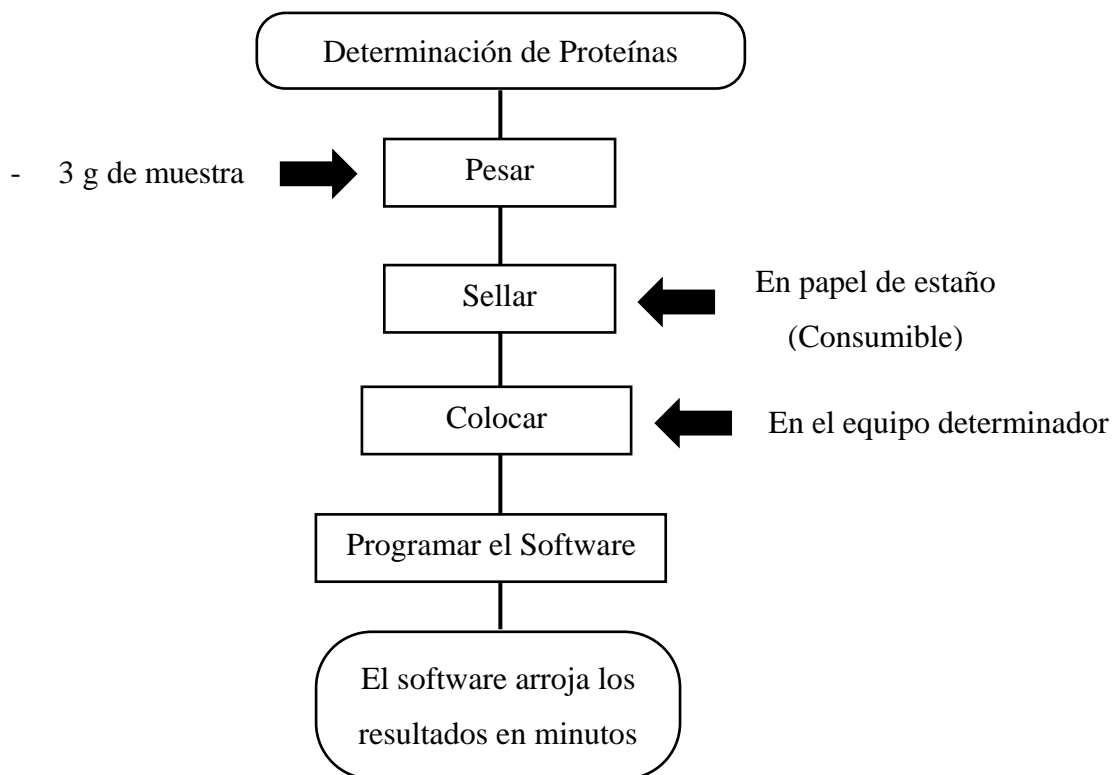 Determinación de Proteínas
- 3 g de muestra
Pesar
Sellar
En papel de estaño
(Consumible)
Colocar
En el equipo determinador
Programar el Software
El software arroja los
resultados en minutos